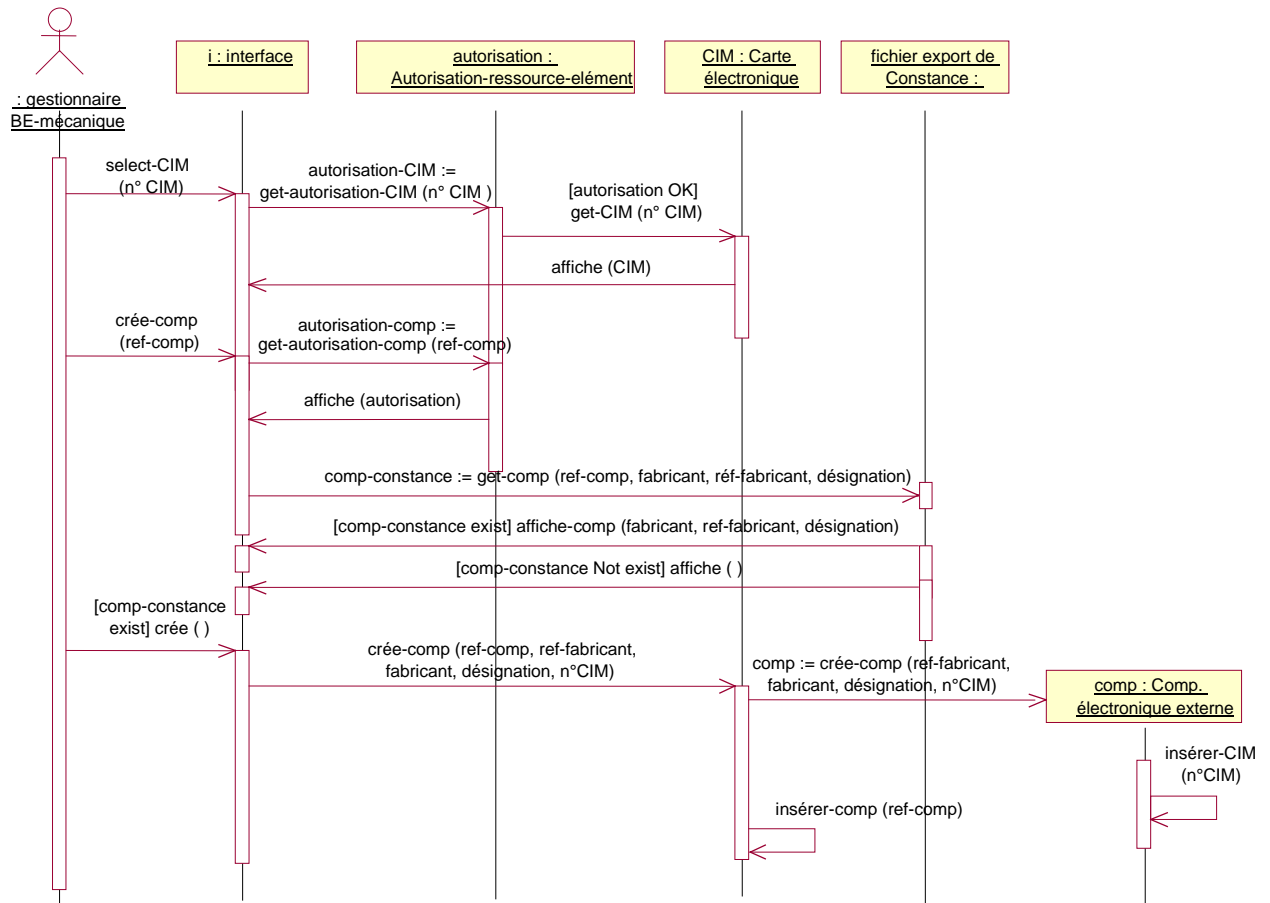 i : interface
autorisation :
Autorisation-ressource-elément
CIM : Carte
électronique
fichier export de
Constance :
: gestionnaire
BE-mécanique
select-CIM
(n° CIM)
autorisation-CIM :=
get-autorisation-CIM (n° CIM )
[autorisation OK]
get-CIM (n° CIM)
affiche (CIM)
crée-comp
(ref-comp)
autorisation-comp :=
get-autorisation-comp (ref-comp)
affiche (autorisation)
comp-constance := get-comp (ref-comp, fabricant, réf-fabricant, désignation)
[comp-constance exist] affiche-comp (fabricant, ref-fabricant, désignation)
[comp-constance Not exist] affiche ( )
[comp-constance
exist] crée ( )
crée-comp (ref-comp, ref-fabricant,
fabricant, désignation, n°CIM)
comp := crée-comp (ref-fabricant,
fabricant, désignation, n°CIM)
comp : Comp.
électronique externe
insérer-CIM
(n°CIM)
insérer-comp (ref-comp)